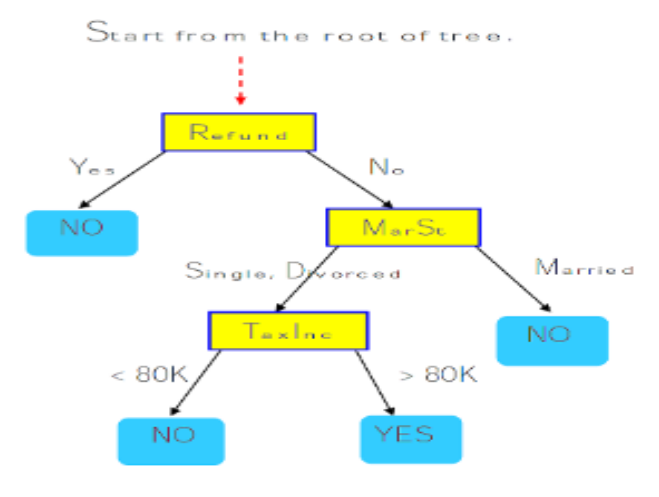 Start from the root of tree.
Refund
Yes
No
NO
MarSt
Single, Divorced
Married
TaxInc
NO
< 80K
> 80K
NO
YES